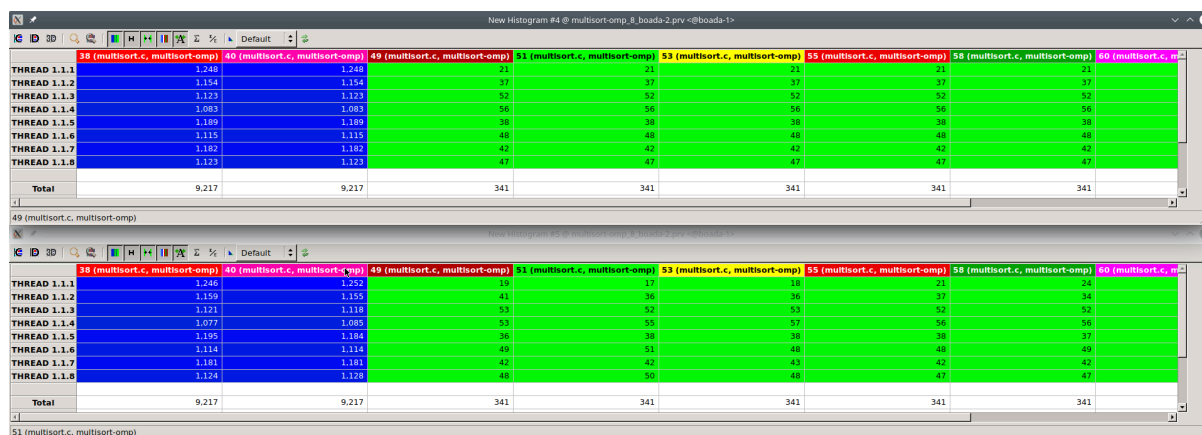 New Histogram #4 @ multisort-omp_8_boada-2.prv <@boada-1>
IC ID 3D Σ ½ Default
38 (multisort.c, multisort-omp) 40 (multisort.c, multisort-omp) 49 (multisort.c, multisort-omp) 51 (multisort.c, multisort-omp) 53 (multisort.c, multisort-omp) 55 (multisort.c, multisort-omp) 58 (multisort.c, multisort-omp) 60 (multisort.c, m
THREAD 1.1.1 1,248 1,248 21 21 21 21 21
THREAD 1.1.2 1,154 1,154 37 37 37 37 37
THREAD 1.1.3 1,123 1,123 52 52 52 52 52
THREAD 1.1.4 1,083 1,083 56 56 56 56 56
THREAD 1.1.5 1,189 1,189 38 38 38 38 38
THREAD 1.1.6 1,115 1,115 48 48 48 48 48
THREAD 1.1.7 1,182 1,182 42 42 42 42 42
THREAD 1.1.8 1,123 1,123 47 47 47 47 47
Total 9,217 9,217 341 341 341 341 341
49 (multisort.c, multisort-omp)
New Histogram #5 @ multisort-omp_8_boada-2.prv <@boada-1>
IC ID 3D Σ ½ Default
38 (multisort.c, multisort-omp) 40 (multisort.c, multisort-omp) 49 (multisort.c, multisort-omp) 51 (multisort.c, multisort-omp) 53 (multisort.c, multisort-omp) 55 (multisort.c, multisort-omp) 58 (multisort.c, multisort-omp) 60 (multisort.c, m
THREAD 1.1.1 1,246 1,252 19 17 18 21 24
THREAD 1.1.2 1,159 1,155 41 36 36 37 34
THREAD 1.1.3 1,121 1,118 53 52 53 52 52
THREAD 1.1.4 1,077 1,085 53 55 57 56 56
THREAD 1.1.5 1,195 1,184 36 38 38 38 37
THREAD 1.1.6 1,114 1,114 49 51 48 48 49
THREAD 1.1.7 1,181 1,181 42 42 43 42 42
THREAD 1.1.8 1,124 1,128 48 50 48 47 47
Total 9,217 9,217 341 341 341 341 341
51 (multisort.c, multisort-omp)